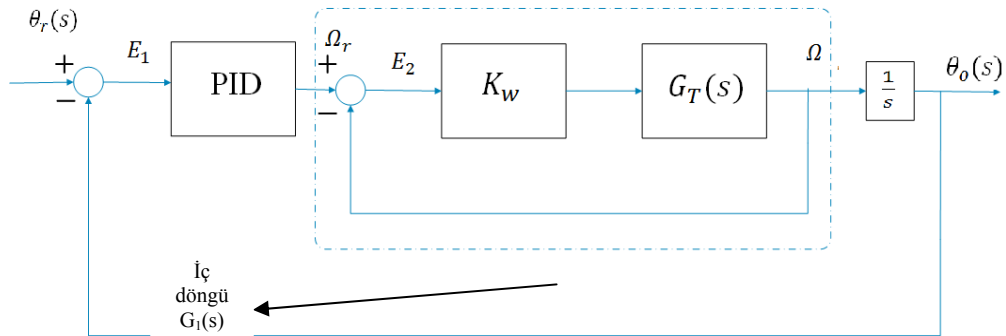 θr(s)
+
−
E1
PID
Ωr
+
−
E2
Kw
GT(s)
Ω
1
s
θo(s)
İç
döngü
G1(s)